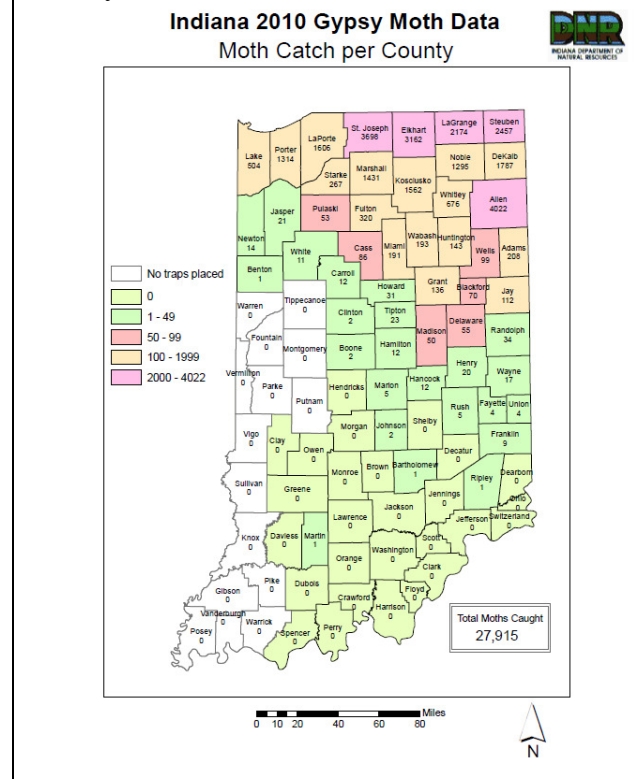 Indiana 2010 Gypsy Moth Data
Moth Catch per County
DNR
INDIANA DEPARTMENT OF
NATURAL RESOURCES
Lake
504
Porter
1314
LaPorte
1606
St. Joseph
3698
Elkhart
3162
LaGrange
2174
Steuben
2457
Starke
267
Marshall
1431
Kosciusko
1562
Noble
1295
DeKalb
1787
Whitley
676
Allen
4022
Newton
14
Jasper
21
Pulaski
53
Fulton
320
Wabash
193
Huntington
143
White
11
Cass
86
Miami
191
Wells
99
Adams
208
Benton
1
Carroll
12
Howard
31
Grant
136
Blackford
70
Jay
112
No traps placed
0
1 - 49
50 - 99
100 - 1999
2000 - 4022
Warren
0
Tippecanoe
0
Clinton
2
Tipton
23
Madison
50
Delaware
55
Randolph
34
Fountain
0
Montgomery
0
Boone
2
Hamilton
12
Henry
20
Wayne
17
Vermilion
0
Parke
0
Putnam
0
Hendricks
0
Marion
5
Hancock
12
Rush
5
Fayette
4
Union
4
Vigo
0
Clay
0
Owen
0
Morgan
0
Johnson
2
Shelby
0
Decatur
0
Franklin
9
Sullivan
0
Greene
0
Monroe
0
Brown
0
Bartholomew
1
Jennings
0
Ripley
1
Dearborn
0
Ohio
0
Knox
0
Daviess
0
Martin
1
Lawrence
0
Jackson
0
Jefferson
0
Switzerland
0
Orange
0
Washington
0
Scott
0
Clark
0
Gibson
0
Pike
0
Dubois
0
Crawford
0
Harrison
0
Floyd
0
Posey
0
Vanderburgh
0
Warrick
0
Spencer
0
Perry
0
Total Moths Caught
27,915
Miles
0 10 20 40 60 80
N